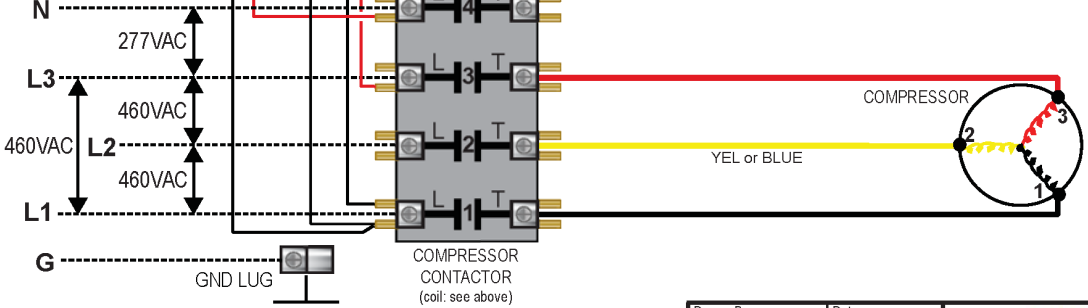 N
L 4 T
277VAC
L3
L 3 T
COMPRESSOR
3
460VAC
460VAC
L2
L 2 T
2
YEL or BLUE
460VAC
1
L1
L 1 T
COMPRESSOR
CONTACTOR
(coil: see above)
G
GND LUG